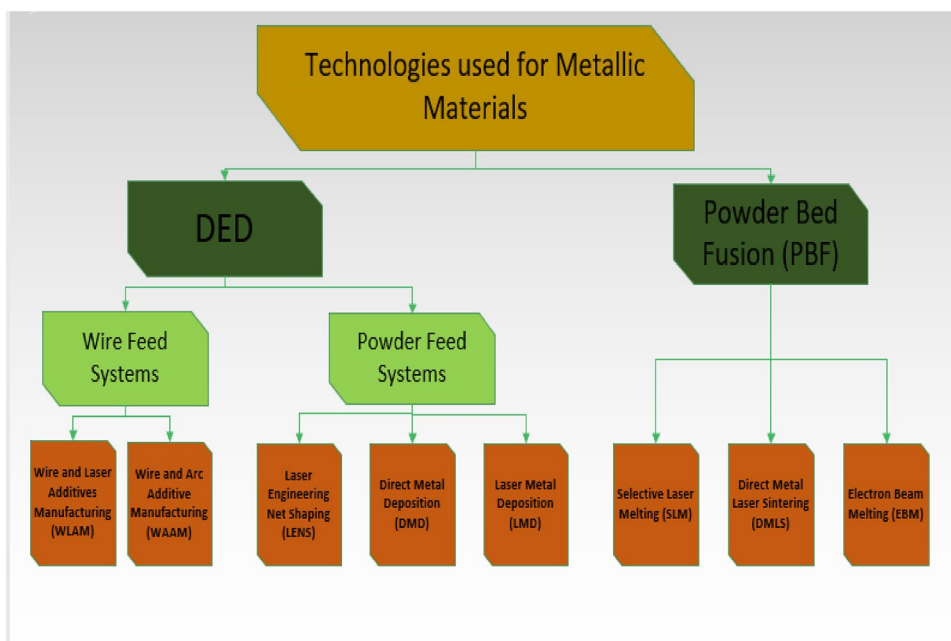 Technologies used for Metallic
Materials
DED
Powder Bed
Fusion (PBF)
Wire Feed
Systems
Powder Feed
Systems
Wire and Laser
Additives
Manufacturing
(WLAM)
Wire and Arc
Additive
Manufacturing
(WAAM)
Laser
Engineering
Net Shaping
(LENS)
Direct Metal
Deposition
(DMD)
Laser Metal
Deposition
(LMD)
Selective Laser
Melting (SLM)
Direct Metal
Laser Sintering
(DMLS)
Electron Beam
Melting (EBM)